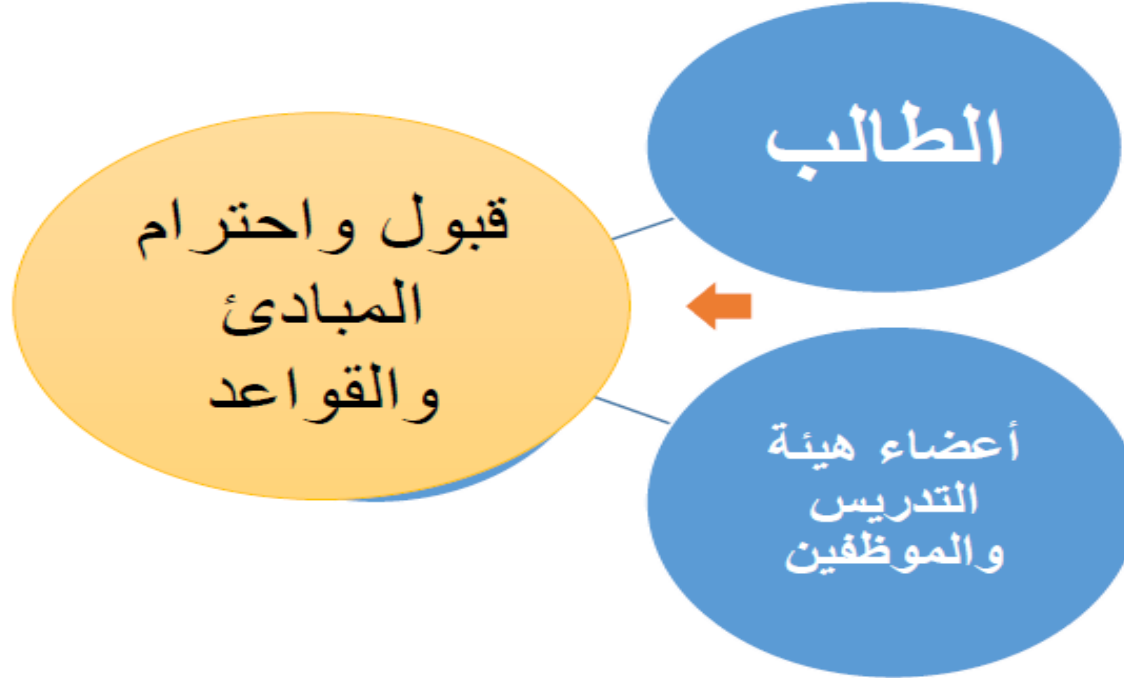 الطالب
قبول واحترام
المبادئ
والقواعد
أعضاء هيئة
التدريس
والموظفين